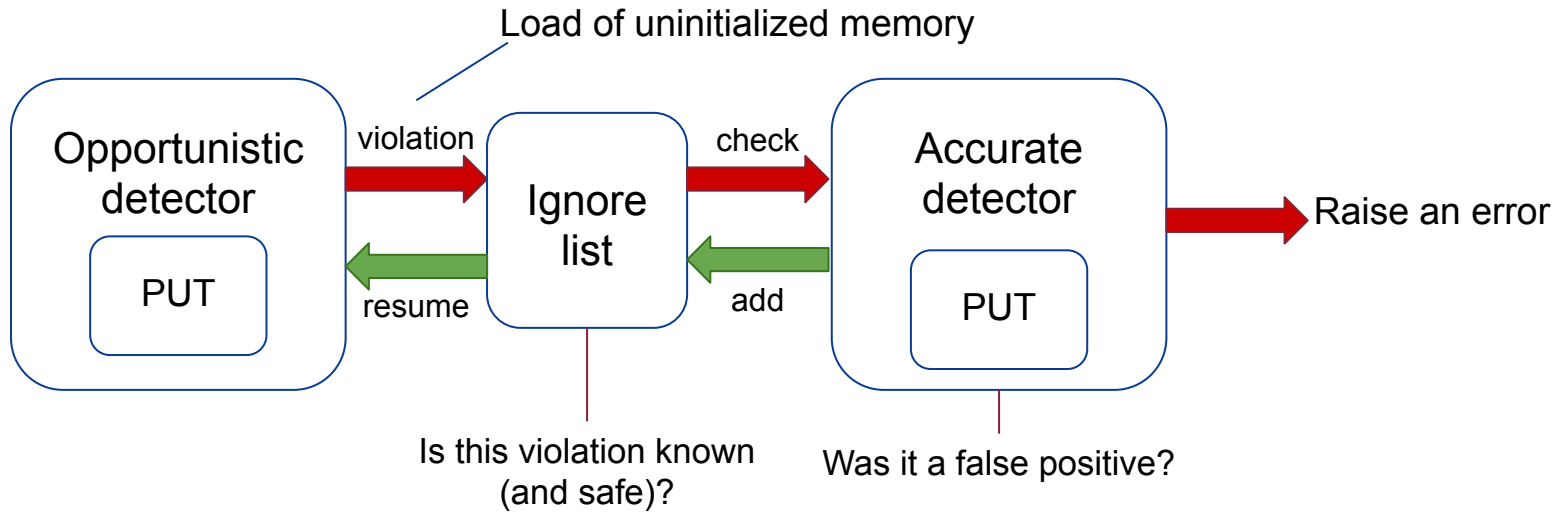 Load of uninitialized memory
Opportunistic
detector
PUT
violation
resume
Ignore
list
check
add
Accurate
detector
PUT
Raise an error
Is this violation known
(and safe)?
Was it a false positive?